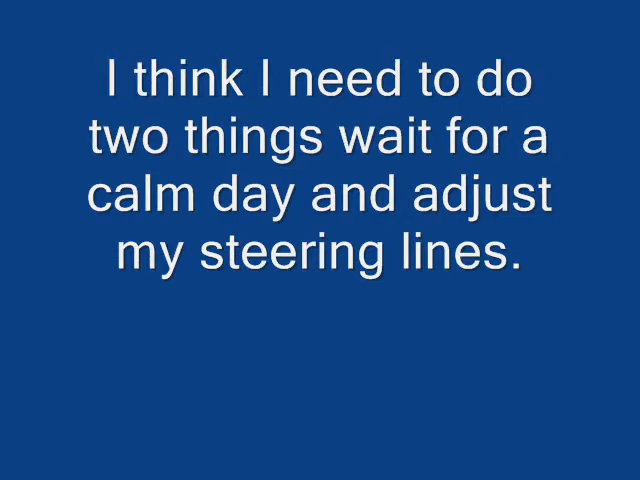 I think I need to do
two things wait for a
calm day and adjust
my steering lines.